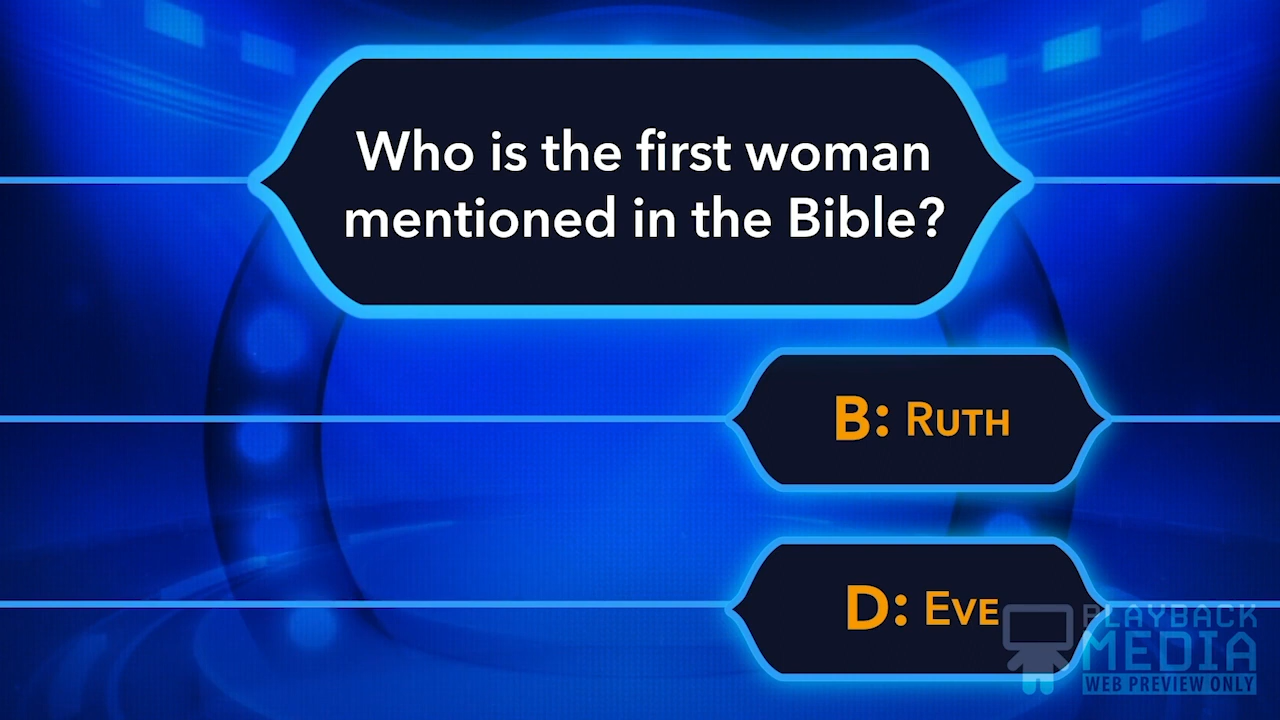 Who is the first woman
mentioned in the Bible?
B: RUTH
D: EVE
PLAYBACK
MEDIA
WEB PREVIEW ONLY